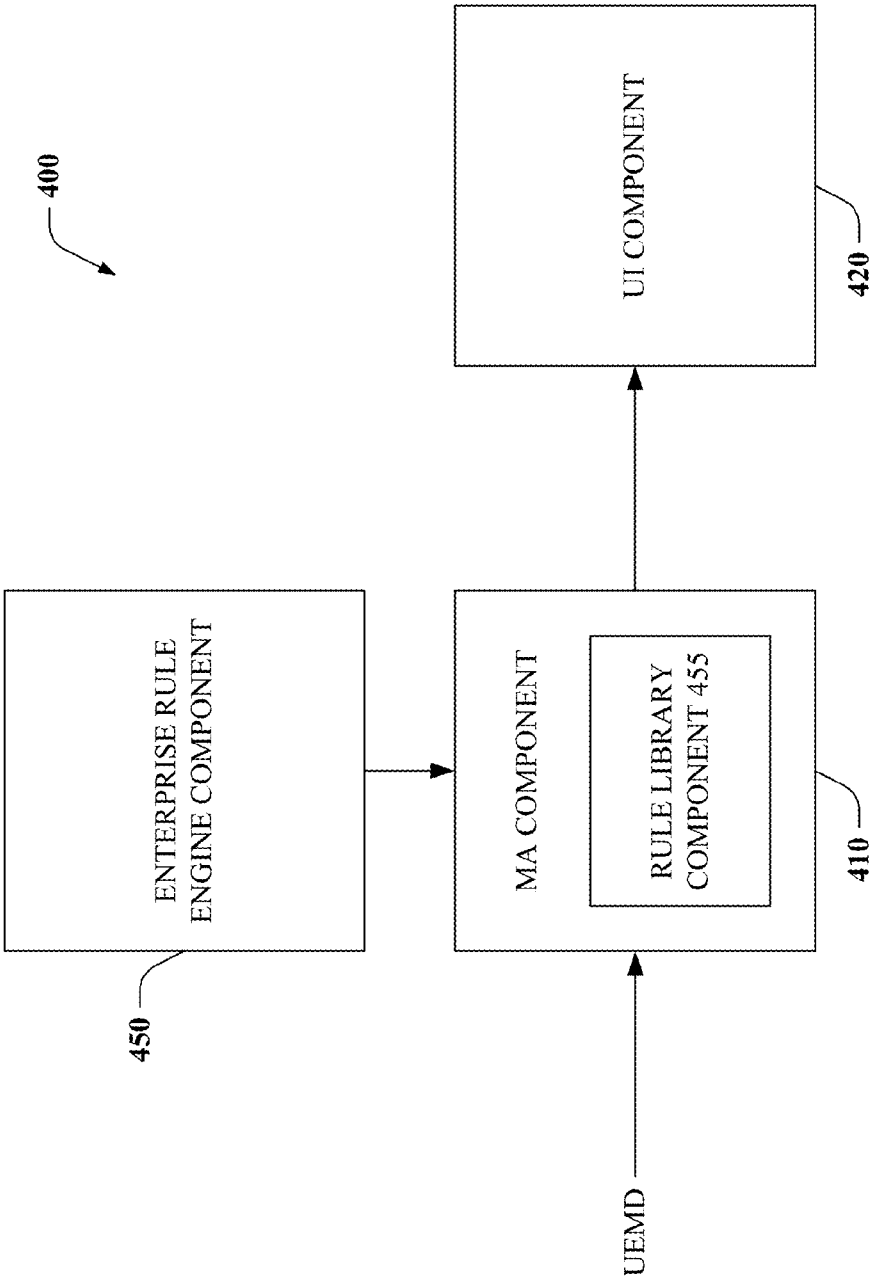 400
ENTERPRISE RULE
ENGINE COMPONENT
450
UEMD
MA COMPONENT
RULE LIBRARY
COMPONENT 455
410
UI COMPONENT
420